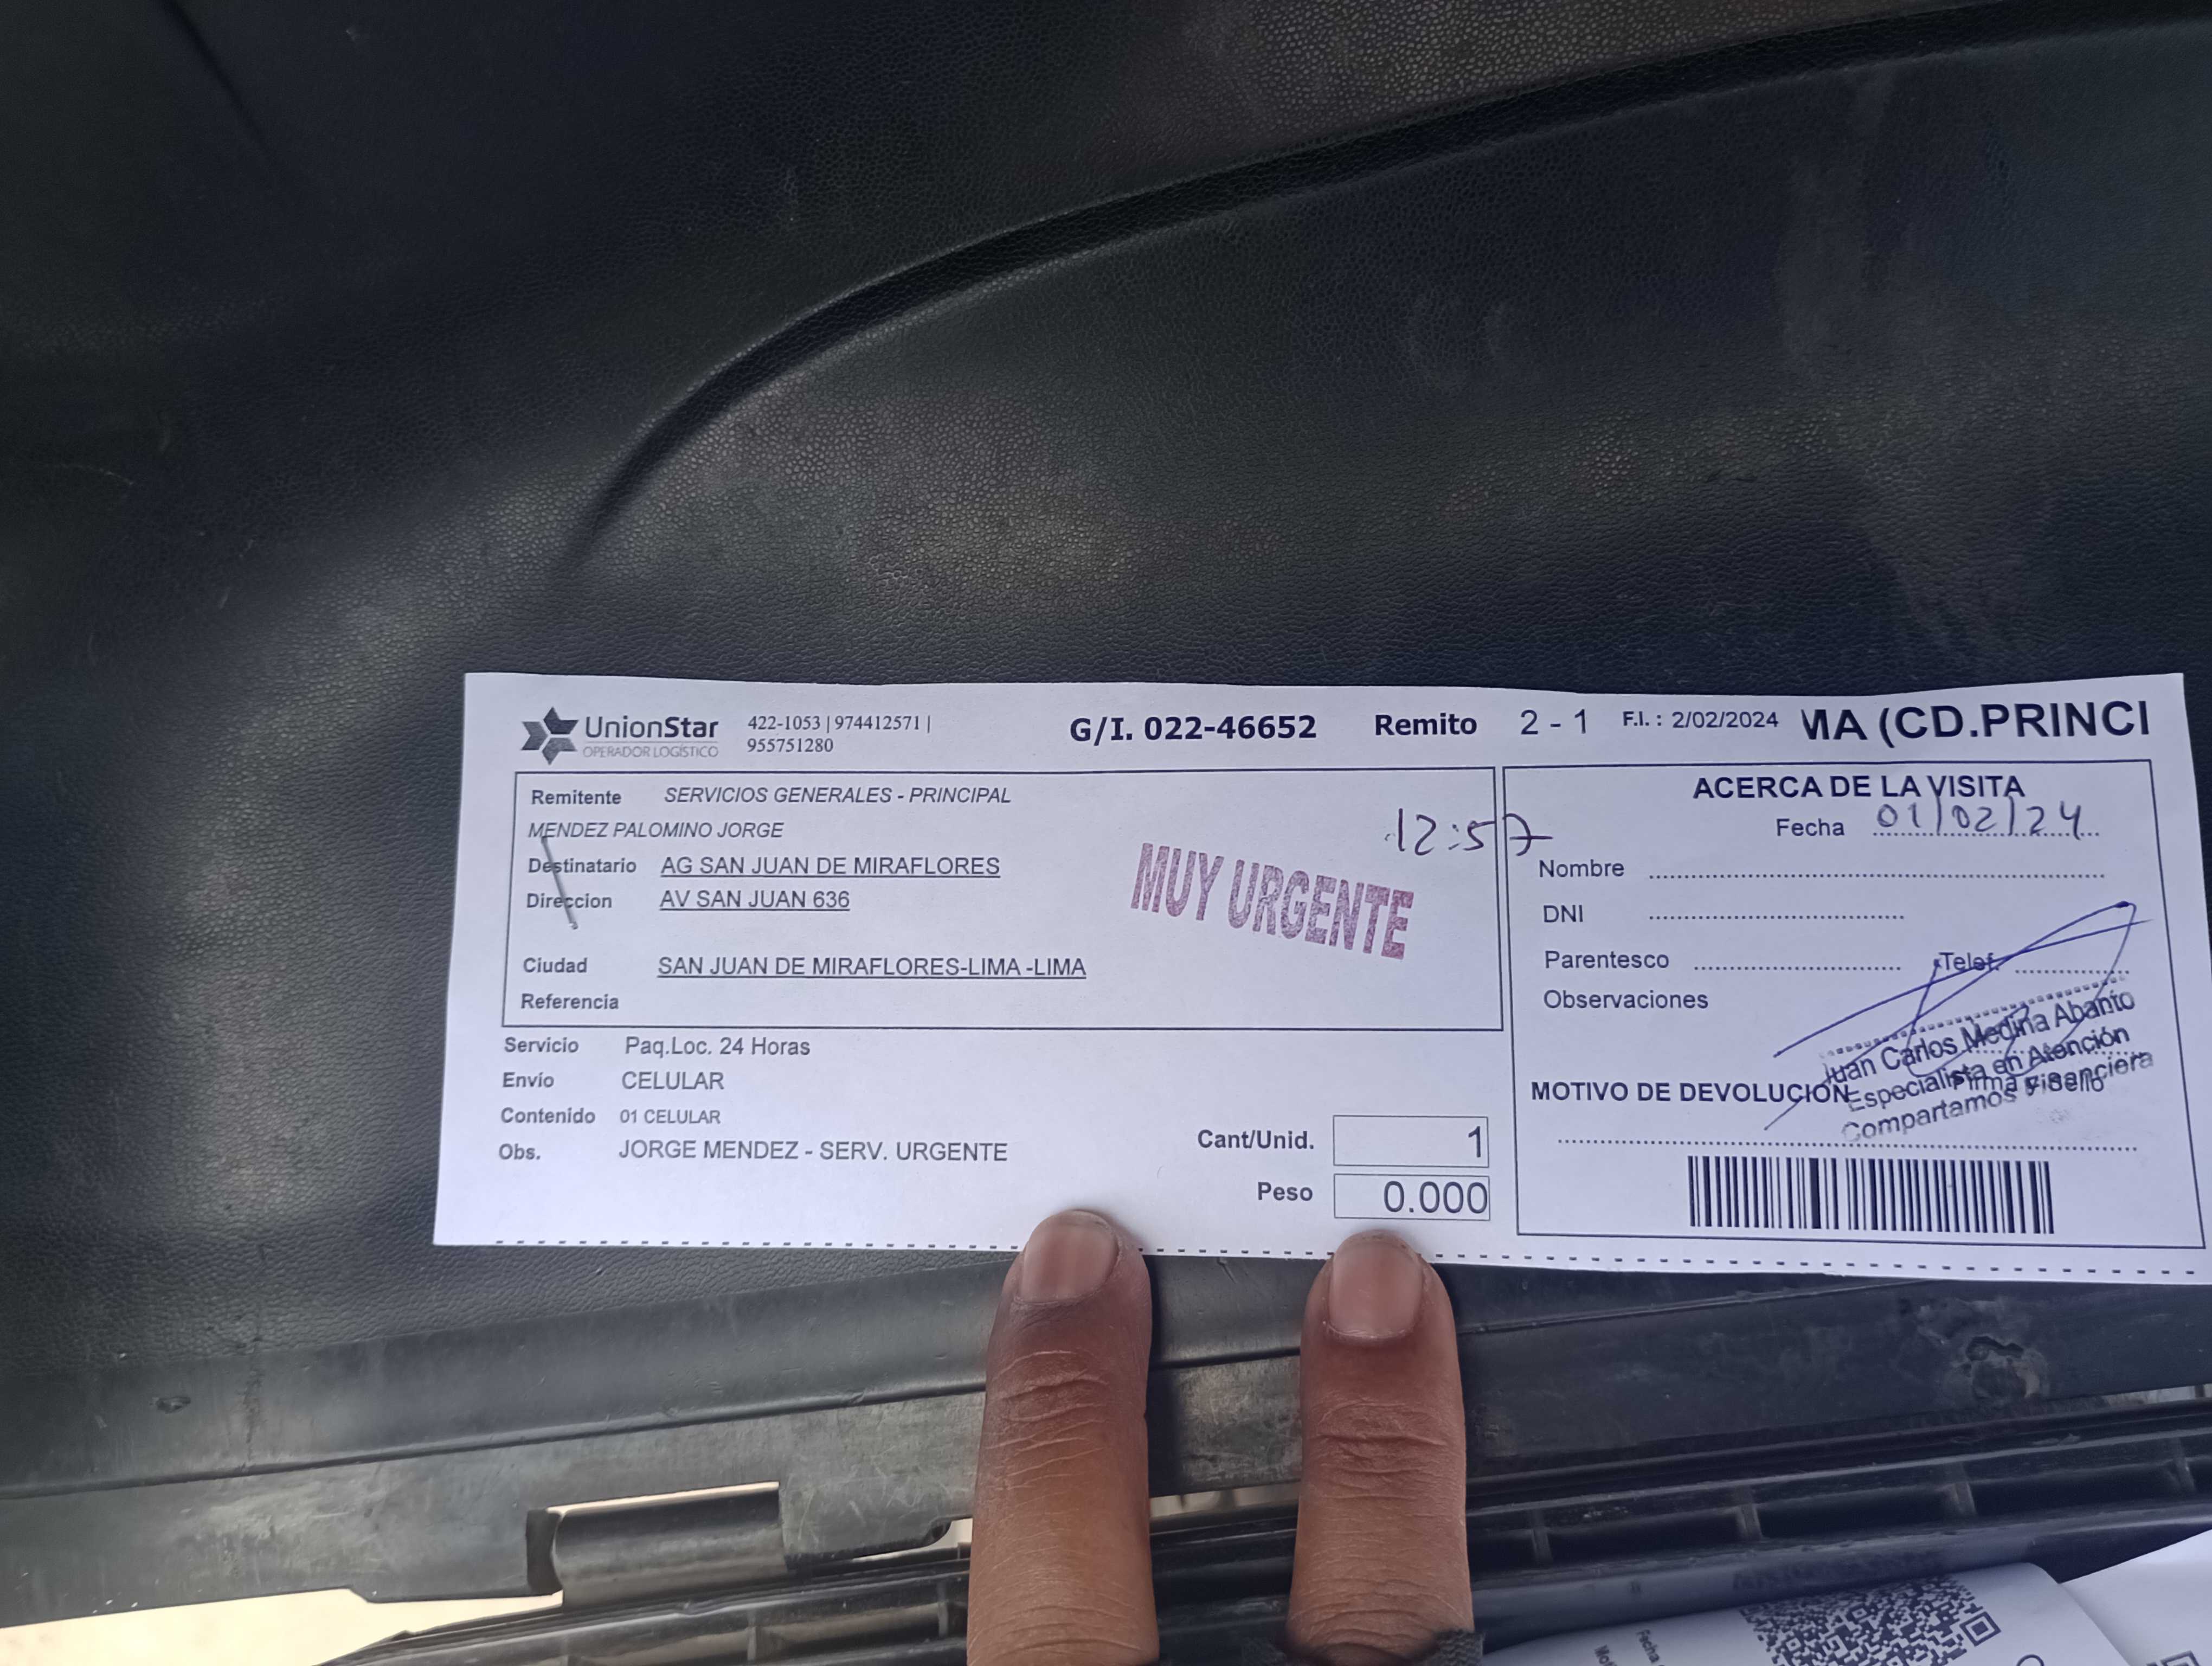 UnionStar
OPERADOR LOGÍSTICO
422-1053 | 974412571 |
955751280
G/I. 022-46652 Remito 2 - 1 F.I. : 2/02/2024 MA (CD.PRINCI
Remitente SERVICIOS GENERALES - PRINCIPAL
MENDEZ PALOMINO JORGE
Destinatario AG SAN JUAN DE MIRAFLORES
Direccion AV SAN JUAN 636
Ciudad SAN JUAN DE MIRAFLORES-LIMA -LIMA
Referencia
12:57
MUY URGENTE
Servicio Paq.Loc. 24 Horas
Envío CELULAR
Contenido 01 CELULAR
Obs. JORGE MENDEZ - SERV. URGENTE
Cant/Unid. 1
Peso 0.000
ACERCA DE LA VISITA
Fecha 01/02/24
Nombre
DNI
Parentesco Telef.
Observaciones
Juan Carlos Medina Abanto
Especialista en Atención
Compartamos Financiera
Firma y Sello
MOTIVO DE DEVOLUCION
Fecha